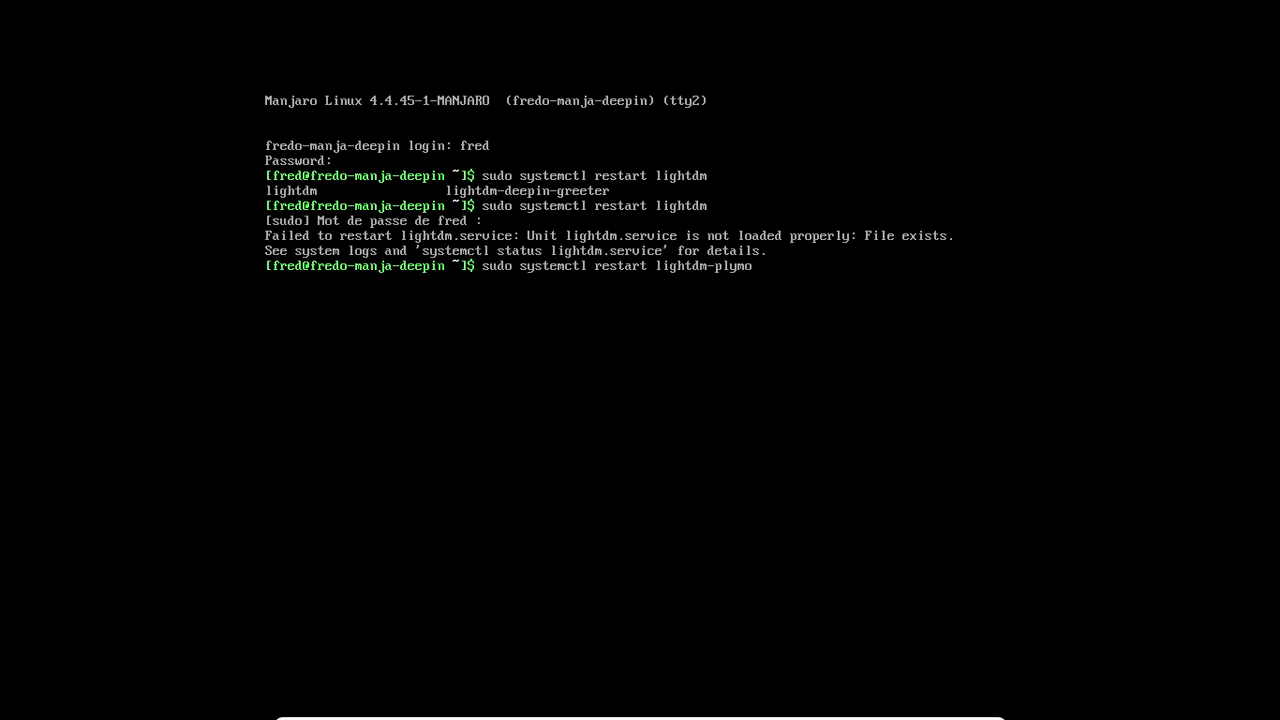 Manjaro Linux 4.4.45-1-MANJARO  (fredo-manja-deepin) (tty2)
fredo-manja-deepin login: fred
Password:
[fred@fredo-manja-deepin ~]$ sudo systemctl restart lightdm
lightdm                 lightdm-deepin-greeter
[fred@fredo-manja-deepin ~]$ sudo systemctl restart lightdm
[sudo] Mot de passe de fred :
Failed to restart lightdm.service: Unit lightdm.service is not loaded properly: File exists.
See system logs and 'systemctl status lightdm.service' for details.
[fred@fredo-manja-deepin ~]$ sudo systemctl restart lightdm-plymo